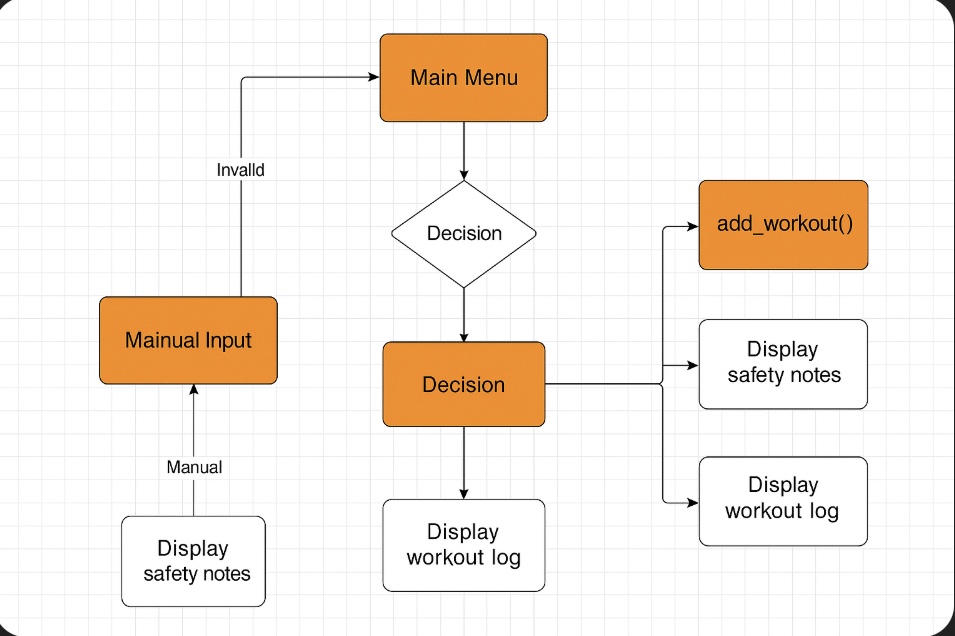 Main Menu
Invalld
Decision
add_workout()
Mainual Input
Decision
Display
safety notes
Manual
Display
workout log
Display
workout log
Display
safety notes